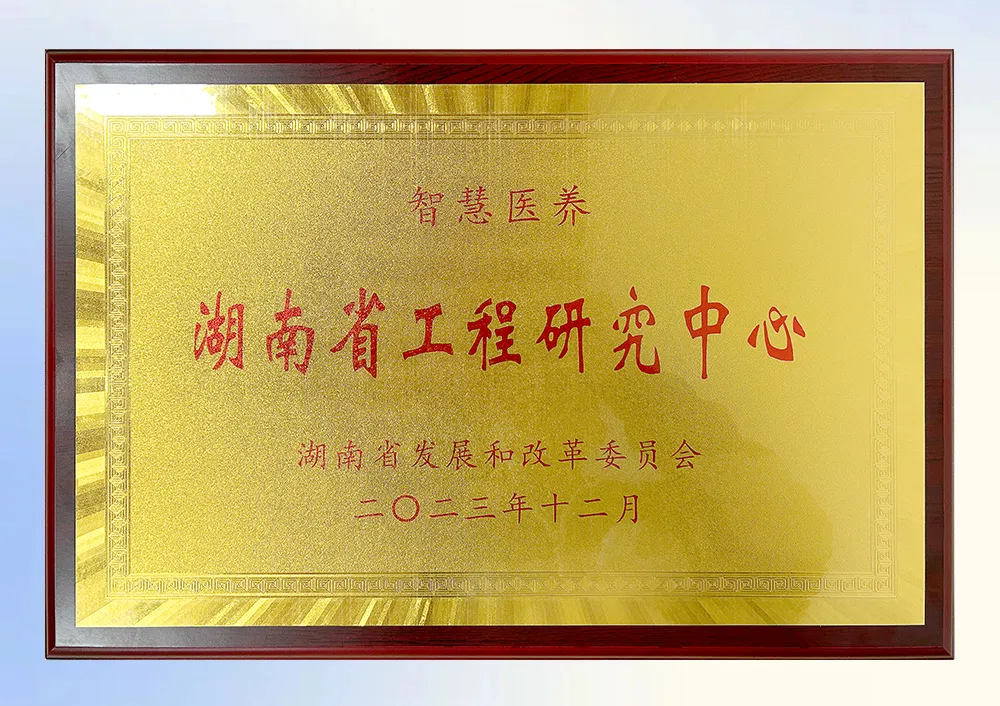 智慧医养
湖南省工程研究中心
湖南省发展和改革委员会
二〇二三年十二月